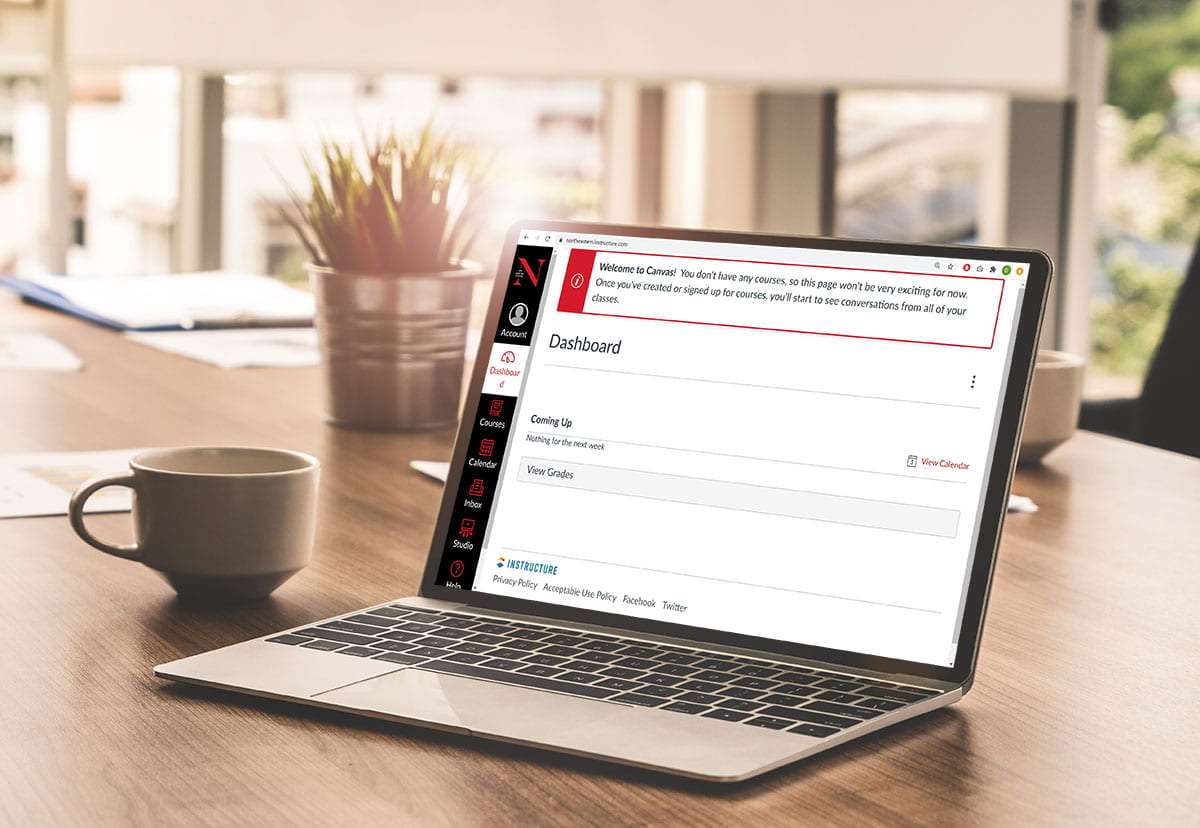 northeastern.instructure.com
N
Welcome to Canvas! You don't have any courses, so this page won't be very exciting for now.
Once you've created or signed up for courses, you'll start to see conversations from all of your
classes.
Account
Dashboar
d
Courses
Calendar
Inbox
Studio
Help
Dashboard
Coming Up
Nothing for the next week
View Calendar
View Grades
INSTRUCTURE
Privacy Policy Acceptable Use Policy Facebook Twitter